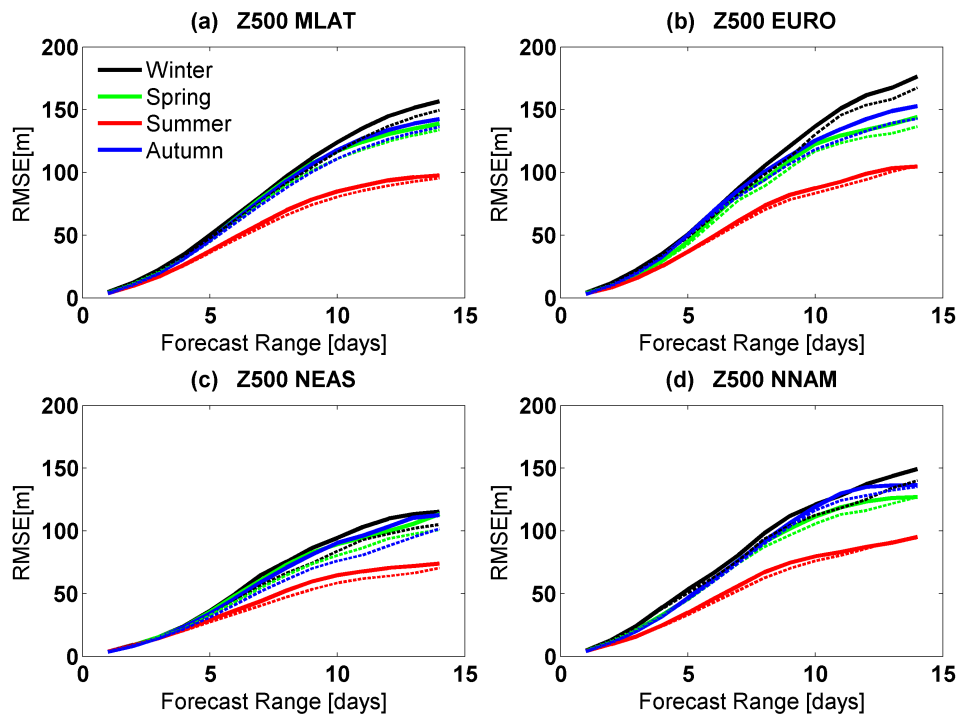 (a) Z500 MLAT
200
150
100
50
0
0 5 10 15
RMSE[m]
Forecast Range [days]
Winter
Spring
Summer
Autumn
(b) Z500 EURO
200
150
100
50
0
0 5 10 15
RMSE[m]
Forecast Range [days]
(c) Z500 NEAS
200
150
100
50
0
0 5 10 15
RMSE[m]
Forecast Range [days]
(d) Z500 NNAM
200
150
100
50
0
0 5 10 15
RMSE[m]
Forecast Range [days]